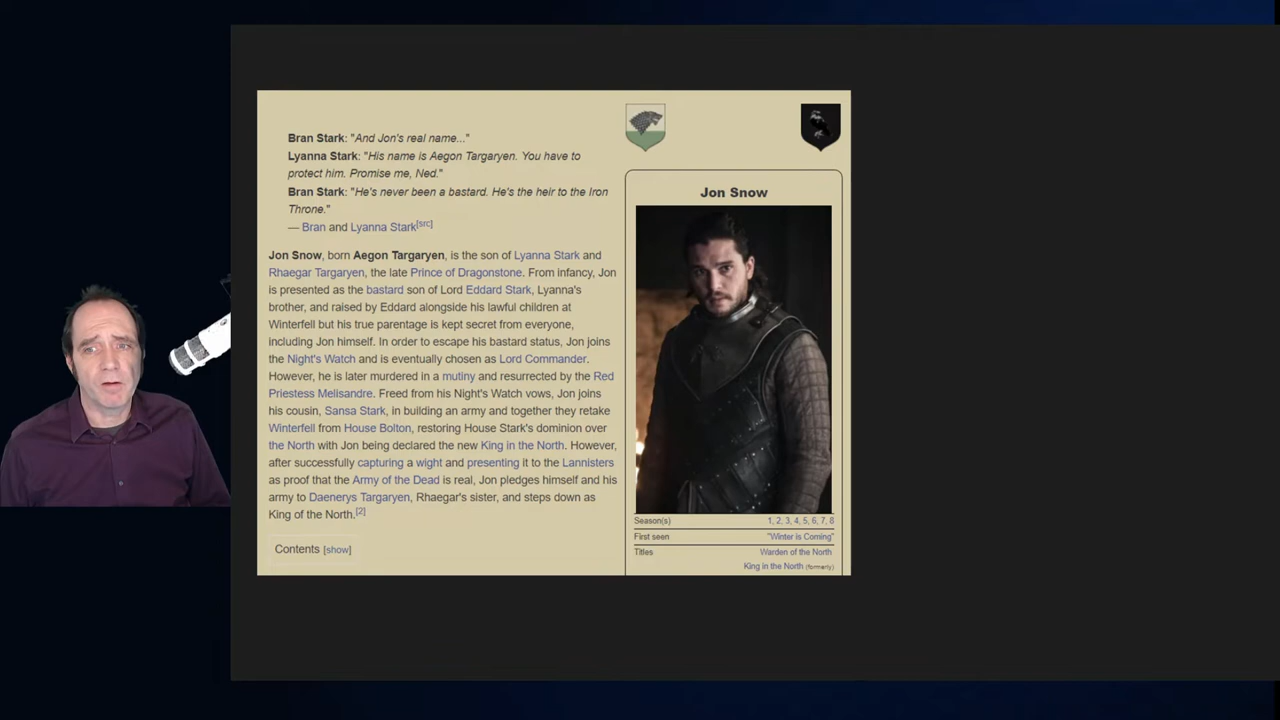 Bran Stark: "And Jon's real name..."
Lyanna Stark: "His name is Aegon Targaryen. You have to
protect him. Promise me, Ned."
Bran Stark: "He's never been a bastard. He's the heir to the Iron
Throne."
— Bran and Lyanna Stark[src]
Jon Snow, born Aegon Targaryen, is the son of Lyanna Stark and
Rhaegar Targaryen, the late Prince of Dragonstone. From infancy, Jon
is presented as the bastard son of Lord Eddard Stark, Lyanna's
brother, and raised by Eddard alongside his lawful children at
Winterfell but his true parentage is kept secret from everyone,
including Jon himself. In order to escape his bastard status, Jon joins
the Night's Watch and is eventually chosen as Lord Commander.
However, he is later murdered in a mutiny and resurrected by the Red
Priestess Melisandre. Freed from his Night's Watch vows, Jon joins
his cousin, Sansa Stark, in building an army and together they retake
Winterfell from House Bolton, restoring House Stark's dominion over
the North with Jon being declared the new King in the North. However,
after successfully capturing a wight and presenting it to the Lannisters
as proof that the Army of the Dead is real, Jon pledges himself and his
army to Daenerys Targaryen, Rhaegar's sister, and steps down as
King of the North.[2]
Contents [show]
Jon Snow
Season(s) 1, 2, 3, 4, 5, 6, 7, 8
First seen "Winter is Coming"
Titles Warden of the North
King in the North (formerly)